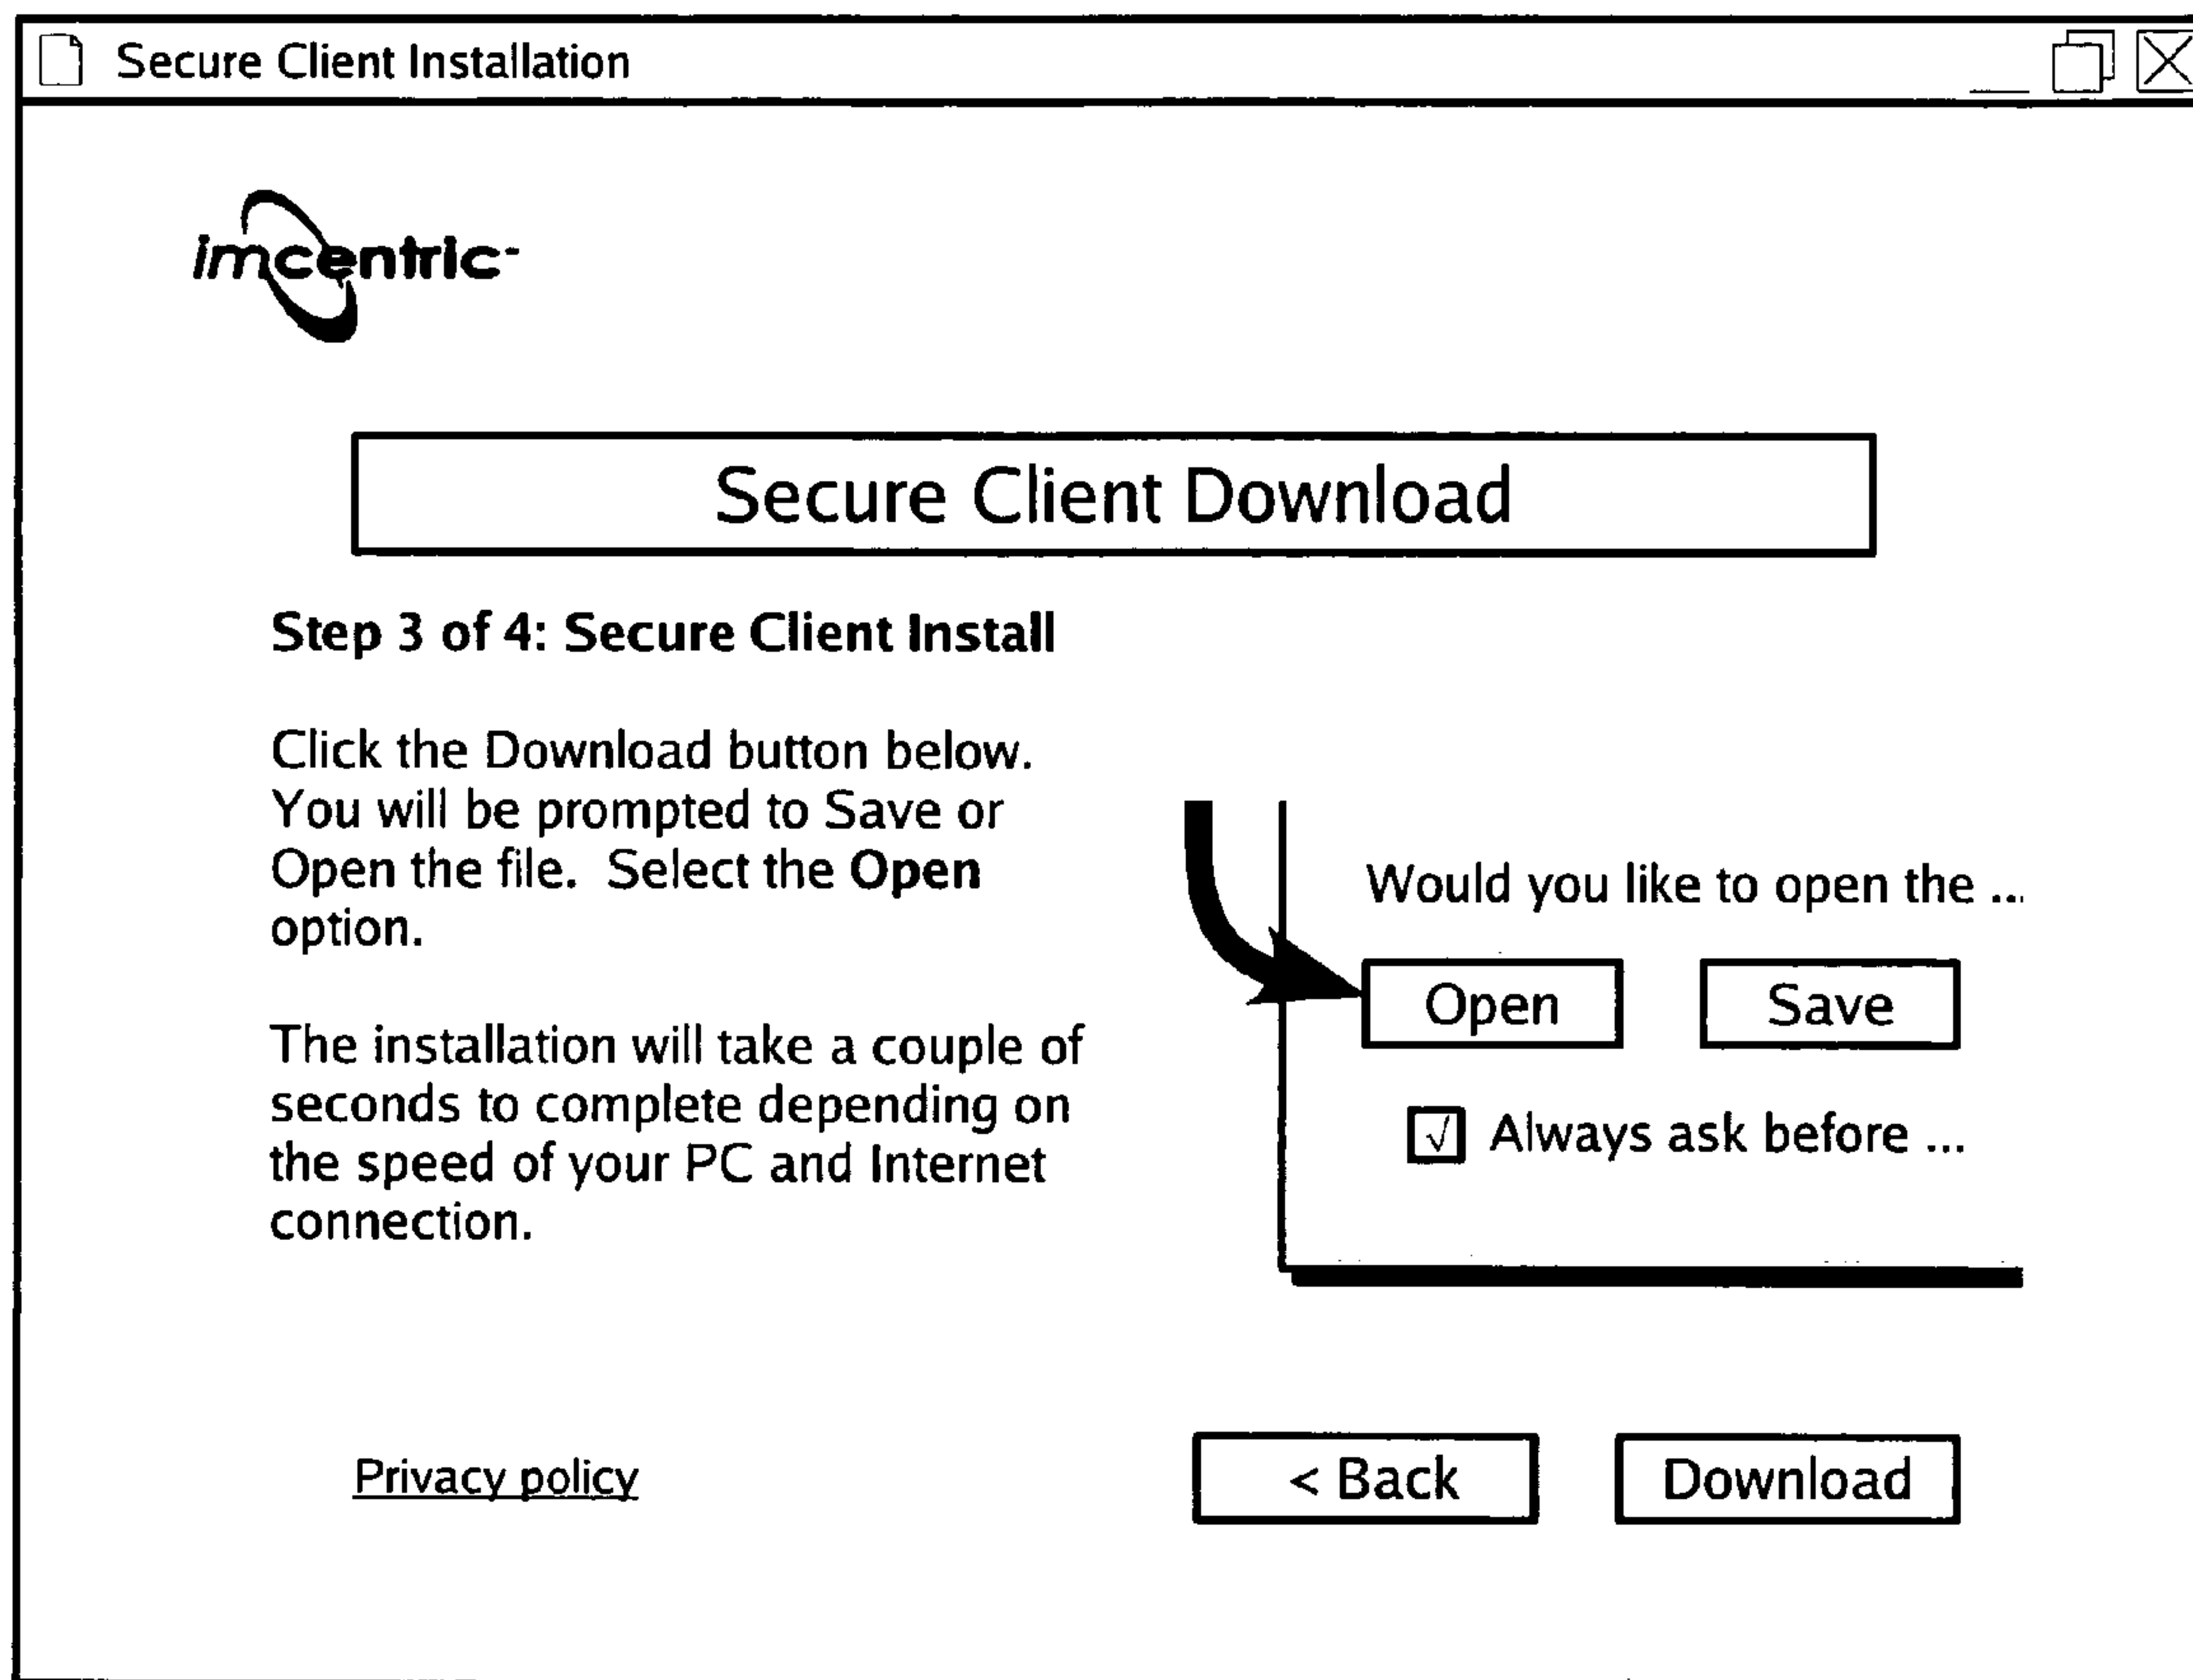 Secure Client Installation
imcentric
Secure Client Download
Step 3 of 4: Secure Client Install
Click the Download button below.
You will be prompted to Save or
Open the file. Select the Open
option.
The installation will take a couple of
seconds to complete depending on
the speed of your PC and Internet
connection.
Would you like to open the ...
Open
Save
Always ask before ...
Privacy policy
< Back
Download